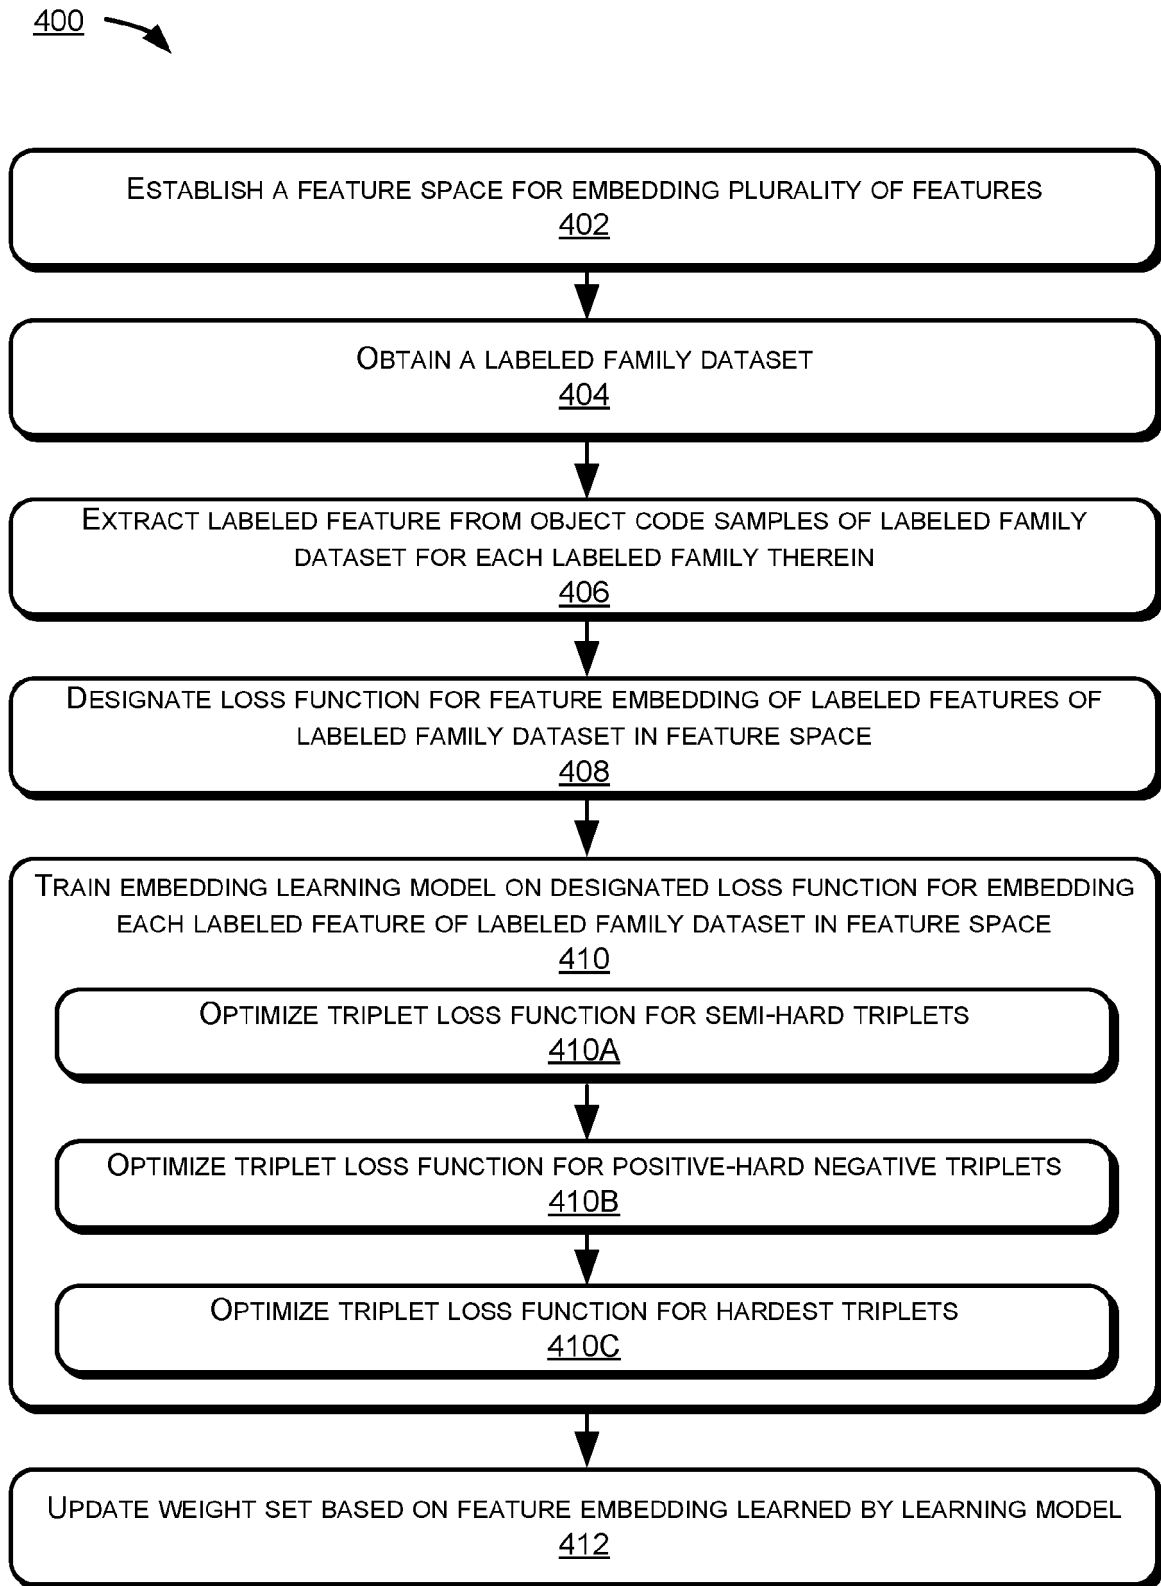 400
ESTABLISH A FEATURE SPACE FOR EMBEDDING PLURALITY OF FEATURES
402
OBTAIN A LABELED FAMILY DATASET
404
EXTRACT LABELED FEATURE FROM OBJECT CODE SAMPLES OF LABELED FAMILY
DATASET FOR EACH LABELED FAMILY THEREIN
406
DESIGNATE LOSS FUNCTION FOR FEATURE EMBEDDING OF LABELED FEATURES OF
LABELED FAMILY DATASET IN FEATURE SPACE
408
TRAIN EMBEDDING LEARNING MODEL ON DESIGNATED LOSS FUNCTION FOR EMBEDDING
EACH LABELED FEATURE OF LABELED FAMILY DATASET IN FEATURE SPACE
410
OPTIMIZE TRIPLET LOSS FUNCTION FOR SEMI-HARD TRIPLETS
410A
OPTIMIZE TRIPLET LOSS FUNCTION FOR POSITIVE-HARD NEGATIVE TRIPLETS
410B
OPTIMIZE TRIPLET LOSS FUNCTION FOR HARDEST TRIPLETS
410C
UPDATE WEIGHT SET BASED ON FEATURE EMBEDDING LEARNED BY LEARNING MODEL
412